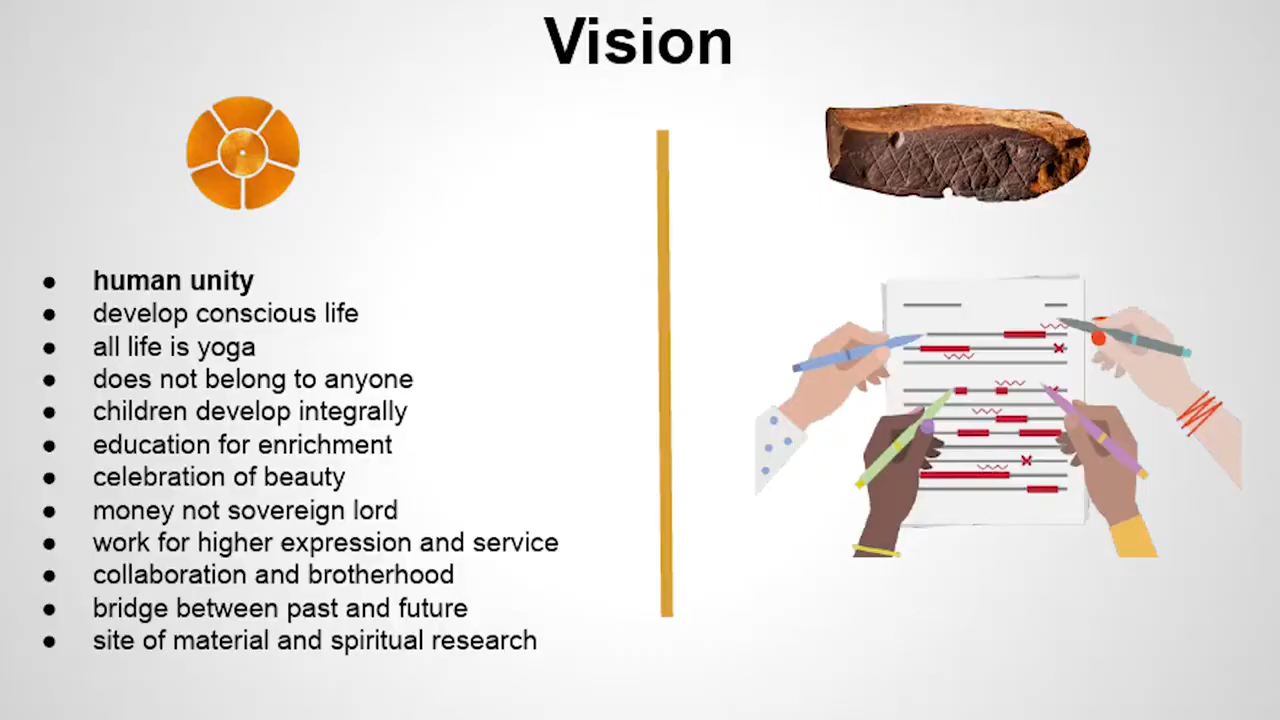 Vision
human unity
develop conscious life
all life is yoga
does not belong to anyone
children develop integrally
education for enrichment
celebration of beauty
money not sovereign lord
work for higher expression and service
collaboration and brotherhood
bridge between past and future
site of material and spiritual research